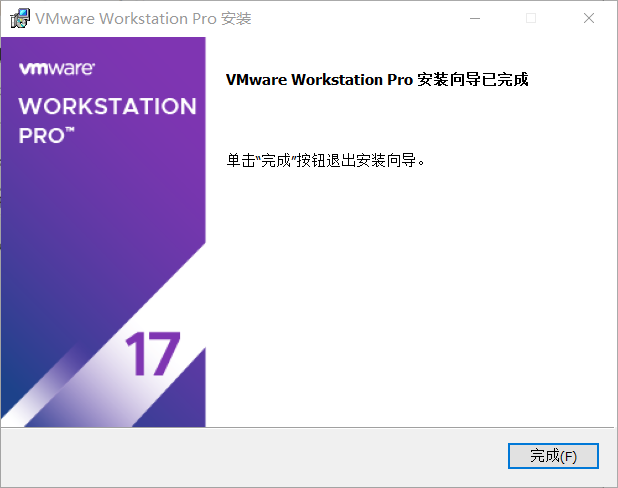 VMware Workstation Pro 安装
vmware®
WORKSTATION
PRO™
VMware Workstation Pro 安装向导已完成
单击“完成”按钮退出安装向导。
17
完成(F)